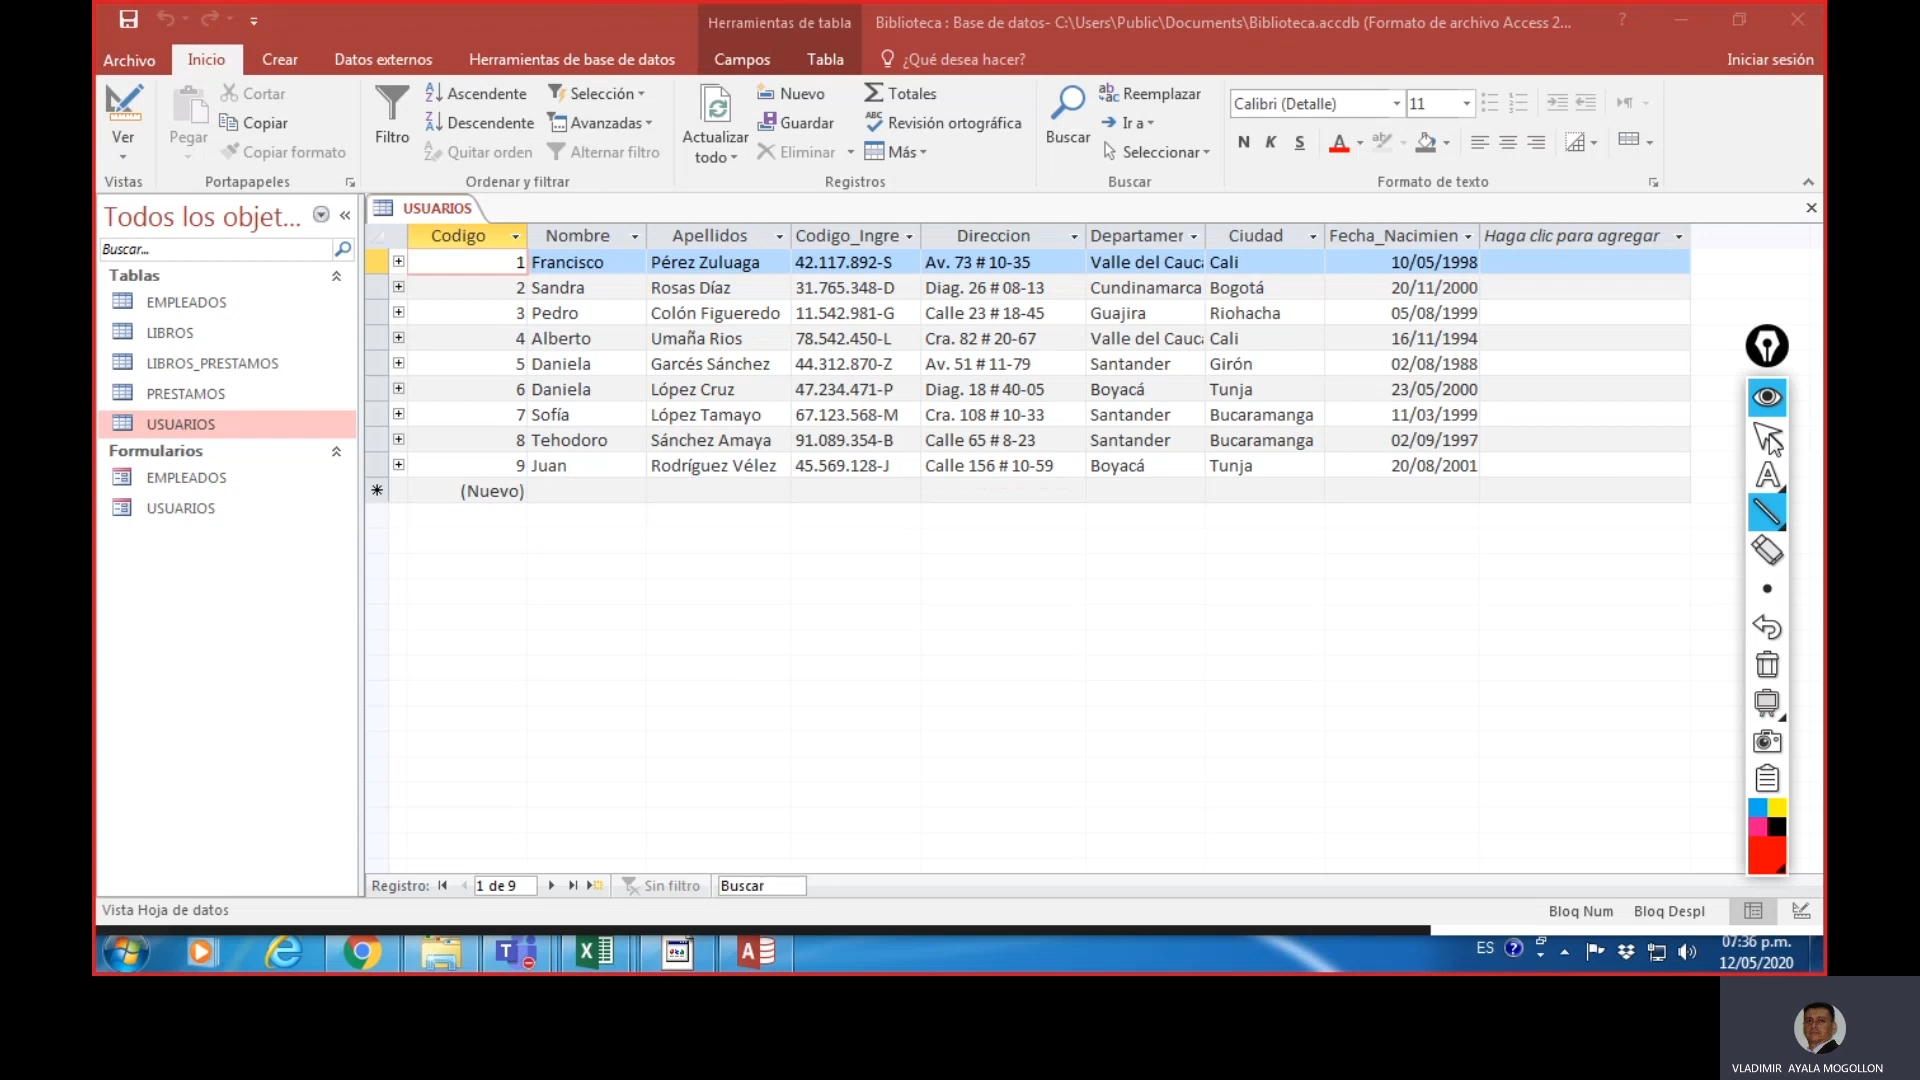 Herramientas de tabla
Biblioteca : Base de datos- C:\Users\Public\Documents\Biblioteca.accdb (Formato de archivo Access 2...
?
Archivo
Inicio
Crear
Datos externos
Herramientas de base de datos
Campos
Tabla
¿Qué desea hacer?
Iniciar sesión
Ver
Pegar
Cortar
Copiar
Copiar formato
Filtro
Ascendente
Descendente
Quitar orden
Selección
Avanzadas
Alternar filtro
Actualizar
todo
Nuevo
Guardar
Eliminar
Totales
Revisión ortográfica
Más
Buscar
Reemplazar
Ir a
Seleccionar
Calibri (Detalle)
11
N K S
Vistas
Portapapeles
Ordenar y filtrar
Registros
Buscar
Formato de texto
Todos los objet...
Buscar...
Tablas
EMPLEADOS
LIBROS
LIBROS_PRESTAMOS
PRESTAMOS
USUARIOS
Formularios
EMPLEADOS
USUARIOS
USUARIOS
Codigo Nombre Apellidos Codigo_Ingre Direccion Departamer Ciudad Fecha_Nacimien Haga clic para agregar
1 Francisco Pérez Zuluaga 42.117.892-S Av. 73 # 10-35 Valle del Cauca Cali 10/05/1998
2 Sandra Rosas Díaz 31.765.348-D Diag. 26 # 08-13 Cundinamarca Bogotá 20/11/2000
3 Pedro Colón Figueredo 11.542.981-G Calle 23 # 18-45 Guajira Riohacha 05/08/1999
4 Alberto Umaña Rios 78.542.450-L Cra. 82 # 20-67 Valle del Cauca Cali 16/11/1994
5 Daniela Garcés Sánchez 44.312.870-Z Av. 51 # 11-79 Santander Girón 02/08/1988
6 Daniela López Cruz 47.234.471-P Diag. 18 # 40-05 Boyacá Tunja 23/05/2000
7 Sofía López Tamayo 67.123.568-M Cra. 108 # 10-33 Santander Bucaramanga 11/03/1999
8 Tehodoro Sánchez Amaya 91.089.354-B Calle 65 # 8-23 Santander Bucaramanga 02/09/1997
9 Juan Rodríguez Vélez 45.569.128-J Calle 156 # 10-59 Boyacá Tunja 20/08/2001
(Nuevo)
Registro: 1 de 9 Sin filtro Buscar
Vista Hoja de datos
Bloq Num Bloq Despl
ES
07:36 p.m.
12/05/2020
VLADIMIR AYALA MOGOLLON